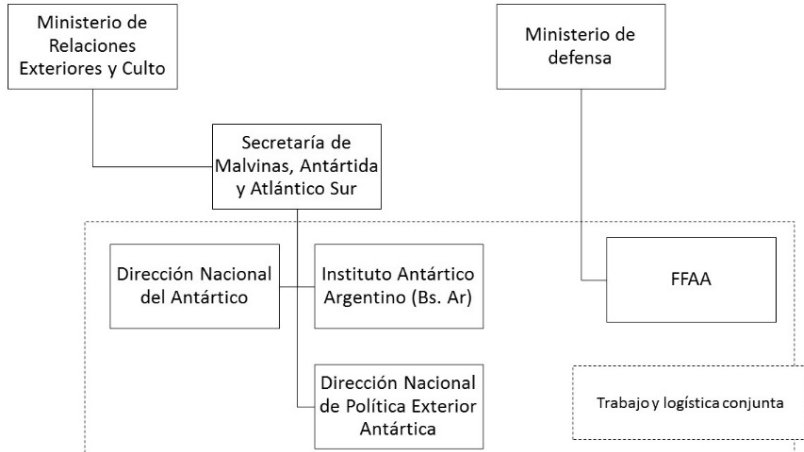 Ministerio de
Relaciones
Exteriores y Culto
Ministerio de
defensa
Secretaría de
Malvinas, Antártida
y Atlántico Sur
Dirección Nacional
del Antártico
Instituto Antártico
Argentino (Bs. Ar)
FFAA
Dirección Nacional
de Política Exterior
Antártica
Trabajo y logística conjunta